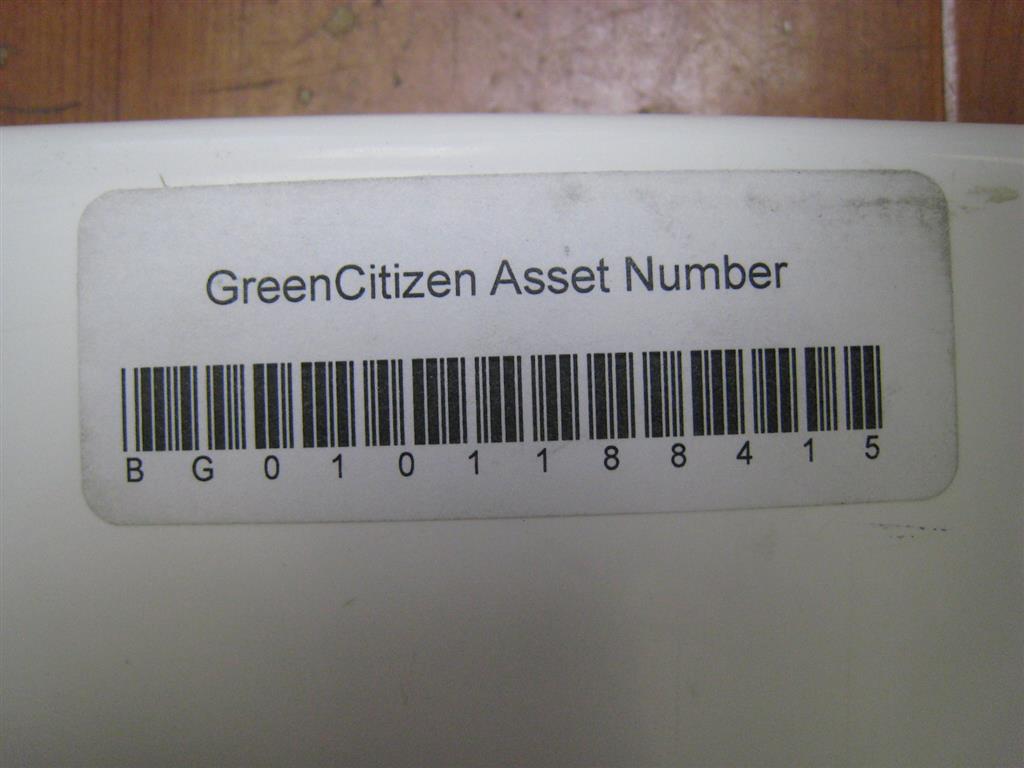 GreenCitizen Asset Number
B G 0 1 0 1 1 8 8 4 1 5